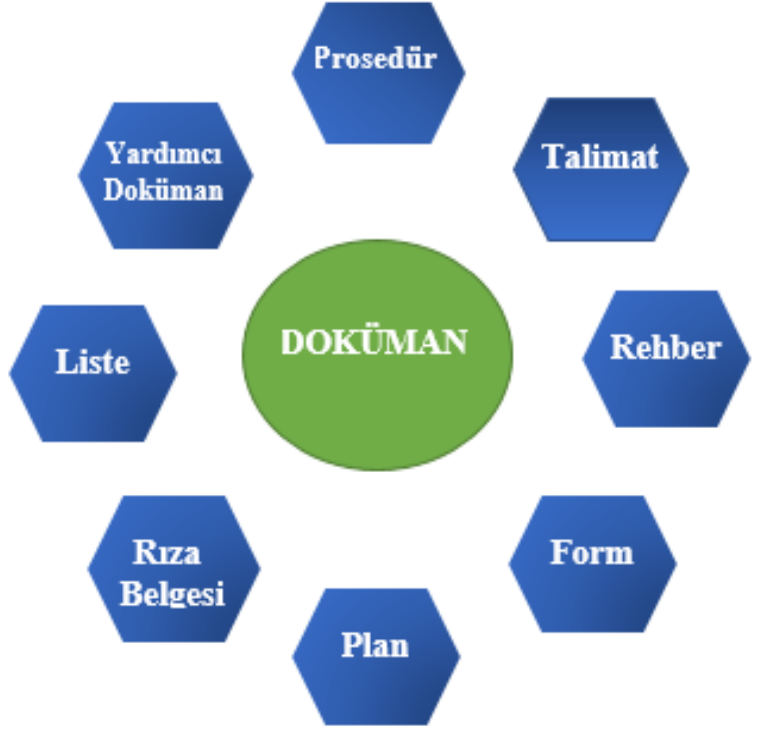 Prosedür
Talimat
Rehber
Form
Plan
Rıza
Belgesi
Liste
Yardımcı
Doküman
DOKÜMAN